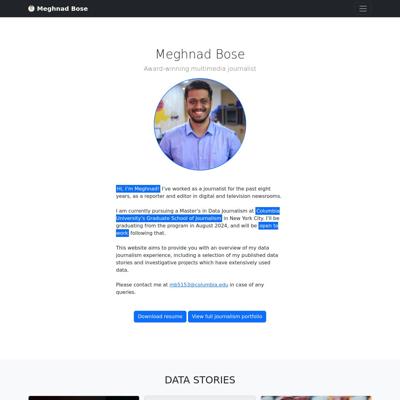 Meghnad Bose
Meghnad Bose
Award-winning multimedia journalist
Hi, I'm Meghnad! I've worked as a journalist for the past eight
years, as a reporter and editor in digital and television newsrooms.
I am currently pursuing a Master's in Data Journalism at Columbia
University's Graduate School of Journalism in New York City. I'll be
graduating from the program in August 2024, and will be open to
work following that.
This website aims to provide you with an overview of my data
journalism experience, including a selection of my published data
stories and investigative projects which have extensively used
data.
Please contact me at mb5153@columbia.edu in case of any
queries.
Download resume View full journalism portfolio
DATA STORIES